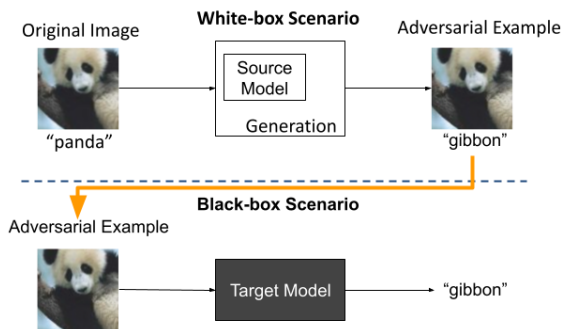 White-box Scenario
Original Image
Adversarial Example
Source
Model
Generation
“panda”
“gibbon”
Black-box Scenario
Adversarial Example
Target Model
“gibbon”